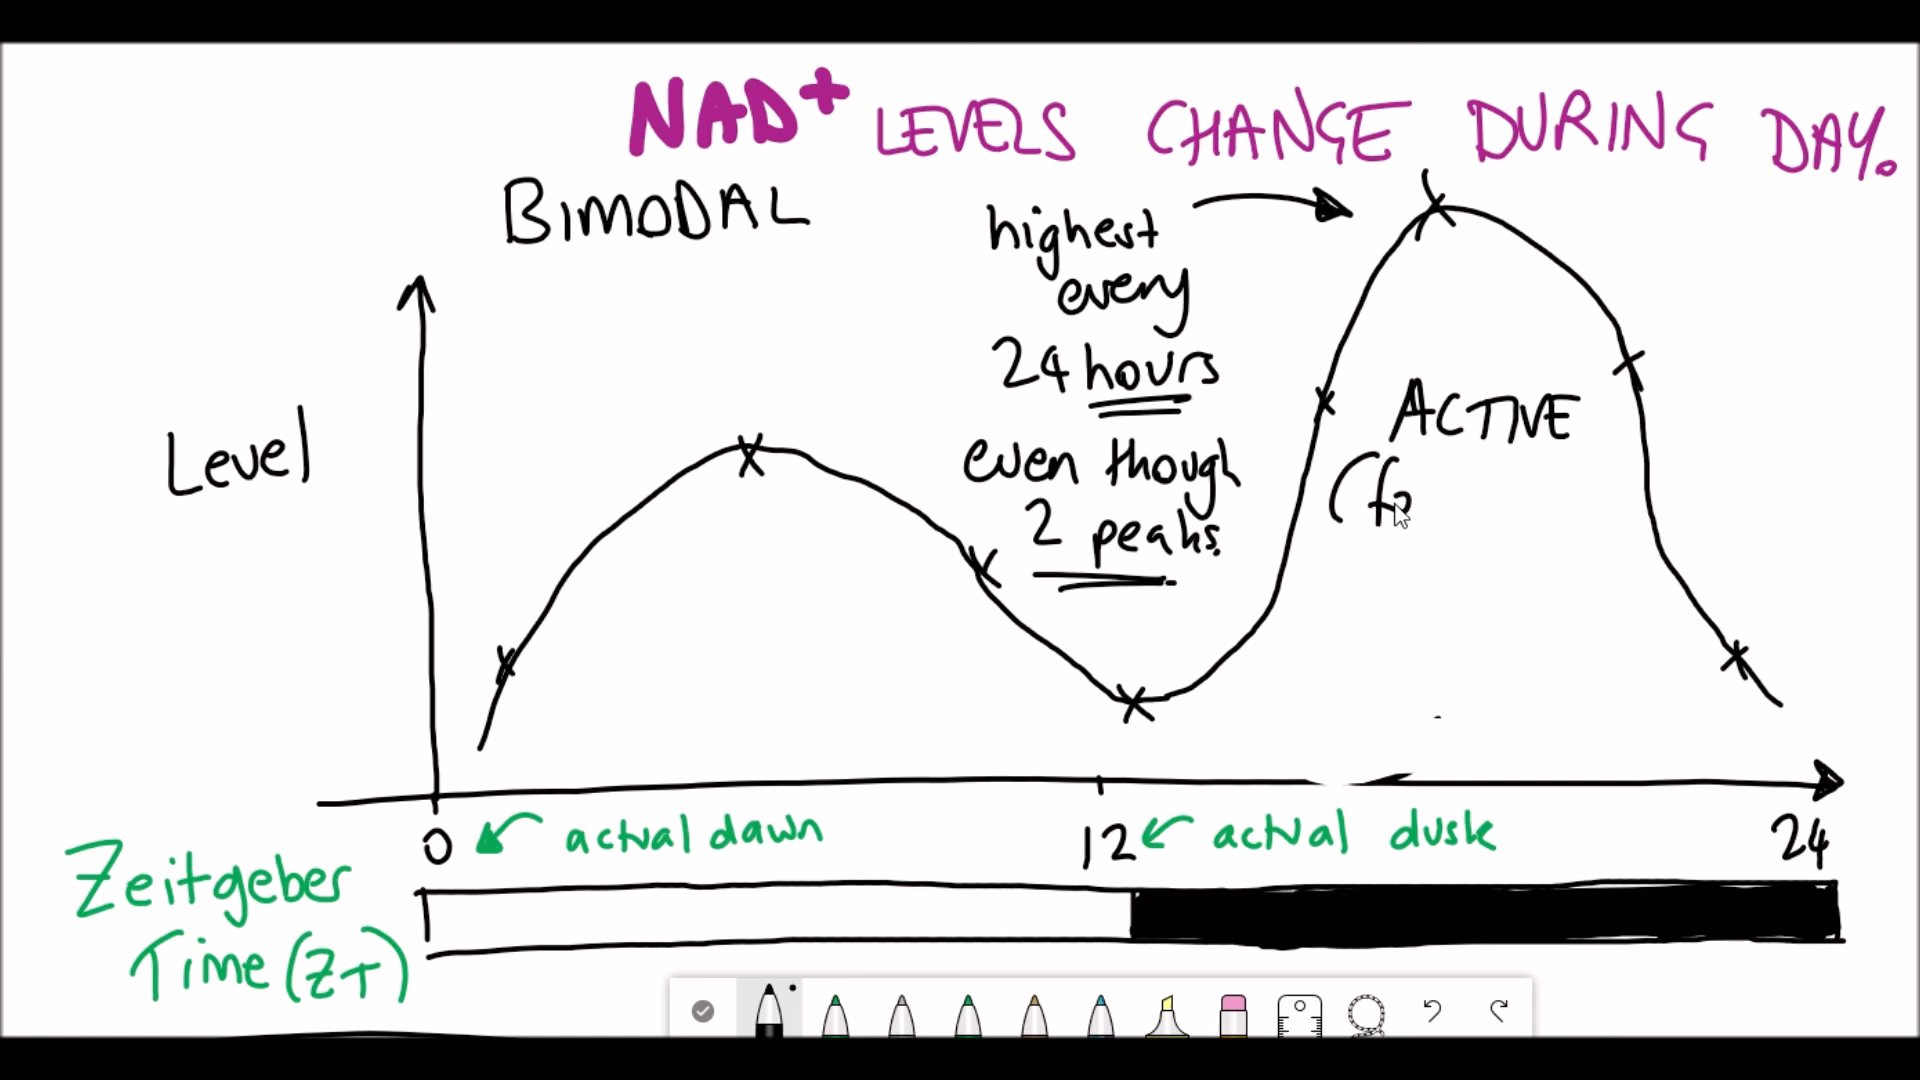 NAD+ LEVELS CHANGE DURING DAY.
BIMODAL
highest
every
24 hours
even though
2 peaks.
Level
ACTIVE
(fo
0 actual dawn 12 actual dusk 24
Zeitgeber
Time (ZT)